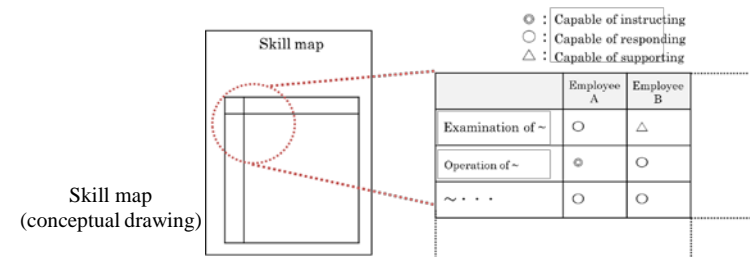 ◎ : Capable of instructing
○ : Capable of responding
△ : Capable of supporting
Skill map
Employee A Employee B
Examination of ~ ○ △
Operation of ~ ◎ ○
~・・・ ○ ○
Skill map
(conceptual drawing)